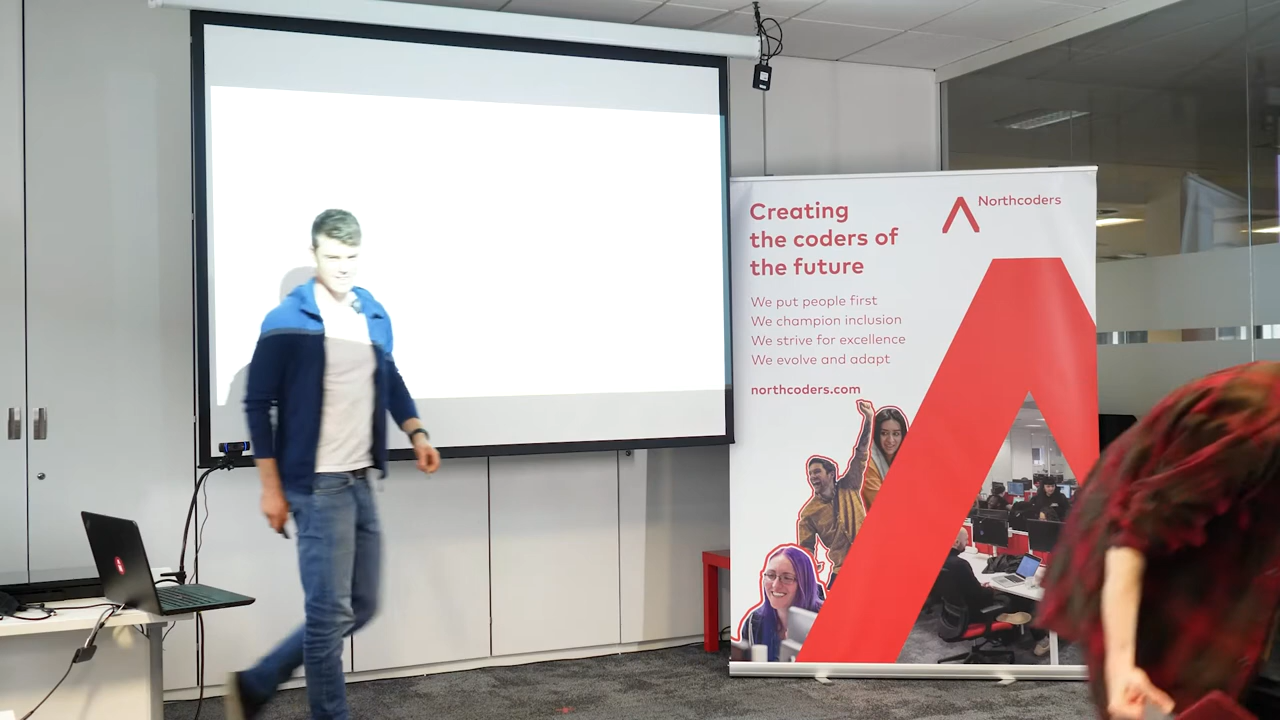 Creating
the coders of
the future
Northcoders
We put people first
We champion inclusion
We strive for excellence
We evolve and adapt
northcoders.com